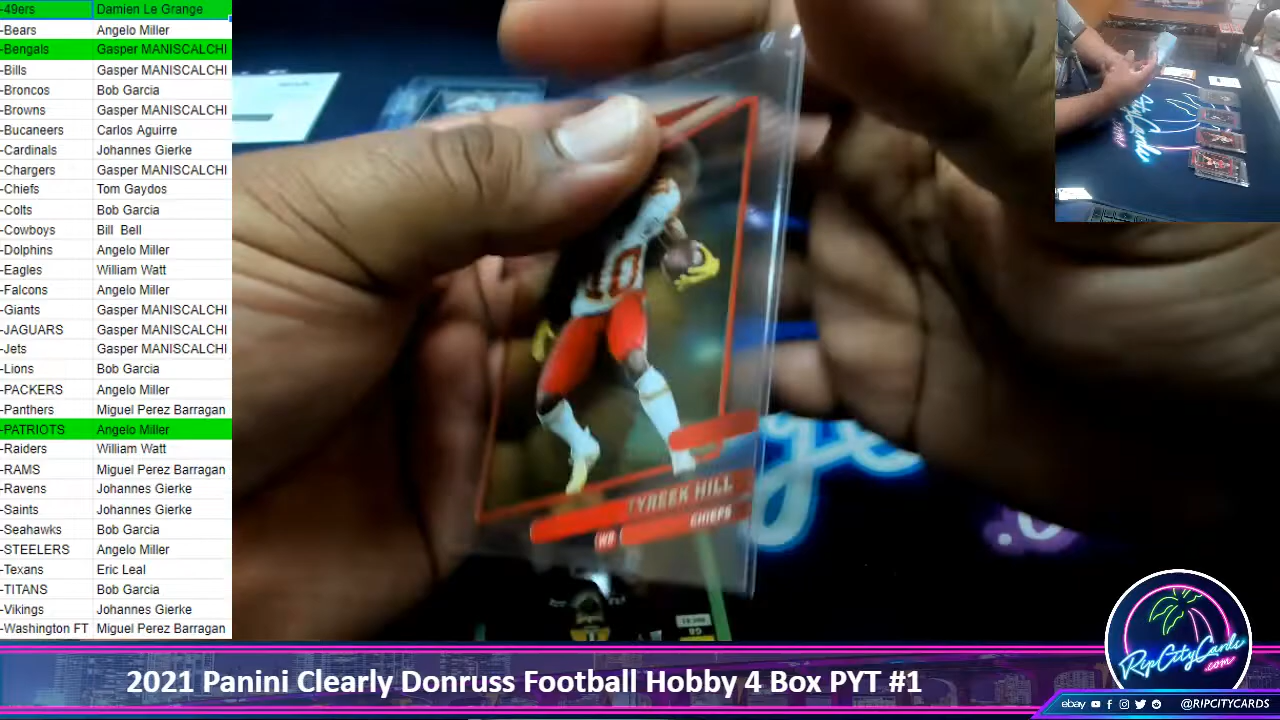 -49ers Damien Le Grange
-Bears Angelo Miller
-Bengals Gasper MANISCALCHI
-Bills Gasper MANISCALCHI
-Broncos Bob Garcia
-Browns Gasper MANISCALCHI
-Bucaneers Carlos Aguirre
-Cardinals Johannes Gierke
-Chargers Gasper MANISCALCHI
-Chiefs Tom Gaydos
-Colts Bob Garcia
-Cowboys Bill Bell
-Dolphins Angelo Miller
-Eagles William Watt
-Falcons Angelo Miller
-Giants Gasper MANISCALCHI
-JAGUARS Gasper MANISCALCHI
-Jets Gasper MANISCALCHI
-Lions Bob Garcia
-PACKERS Angelo Miller
-Panthers Miguel Perez Barragan
-PATRIOTS Angelo Miller
-Raiders William Watt
-RAMS Miguel Perez Barragan
-Ravens Johannes Gierke
-Saints Johannes Gierke
-Seahawks Bob Garcia
-STEELERS Angelo Miller
-Texans Eric Leal
-TITANS Bob Garcia
-Vikings Johannes Gierke
-Washington FT Miguel Perez Barragan
TYREEK HILL
CHIEFS
WR
RipCityCards
.com
2021 Panini Clearly Donruss Football Hobby 4 Box PYT #1
ebay @RIPCITYCARDS